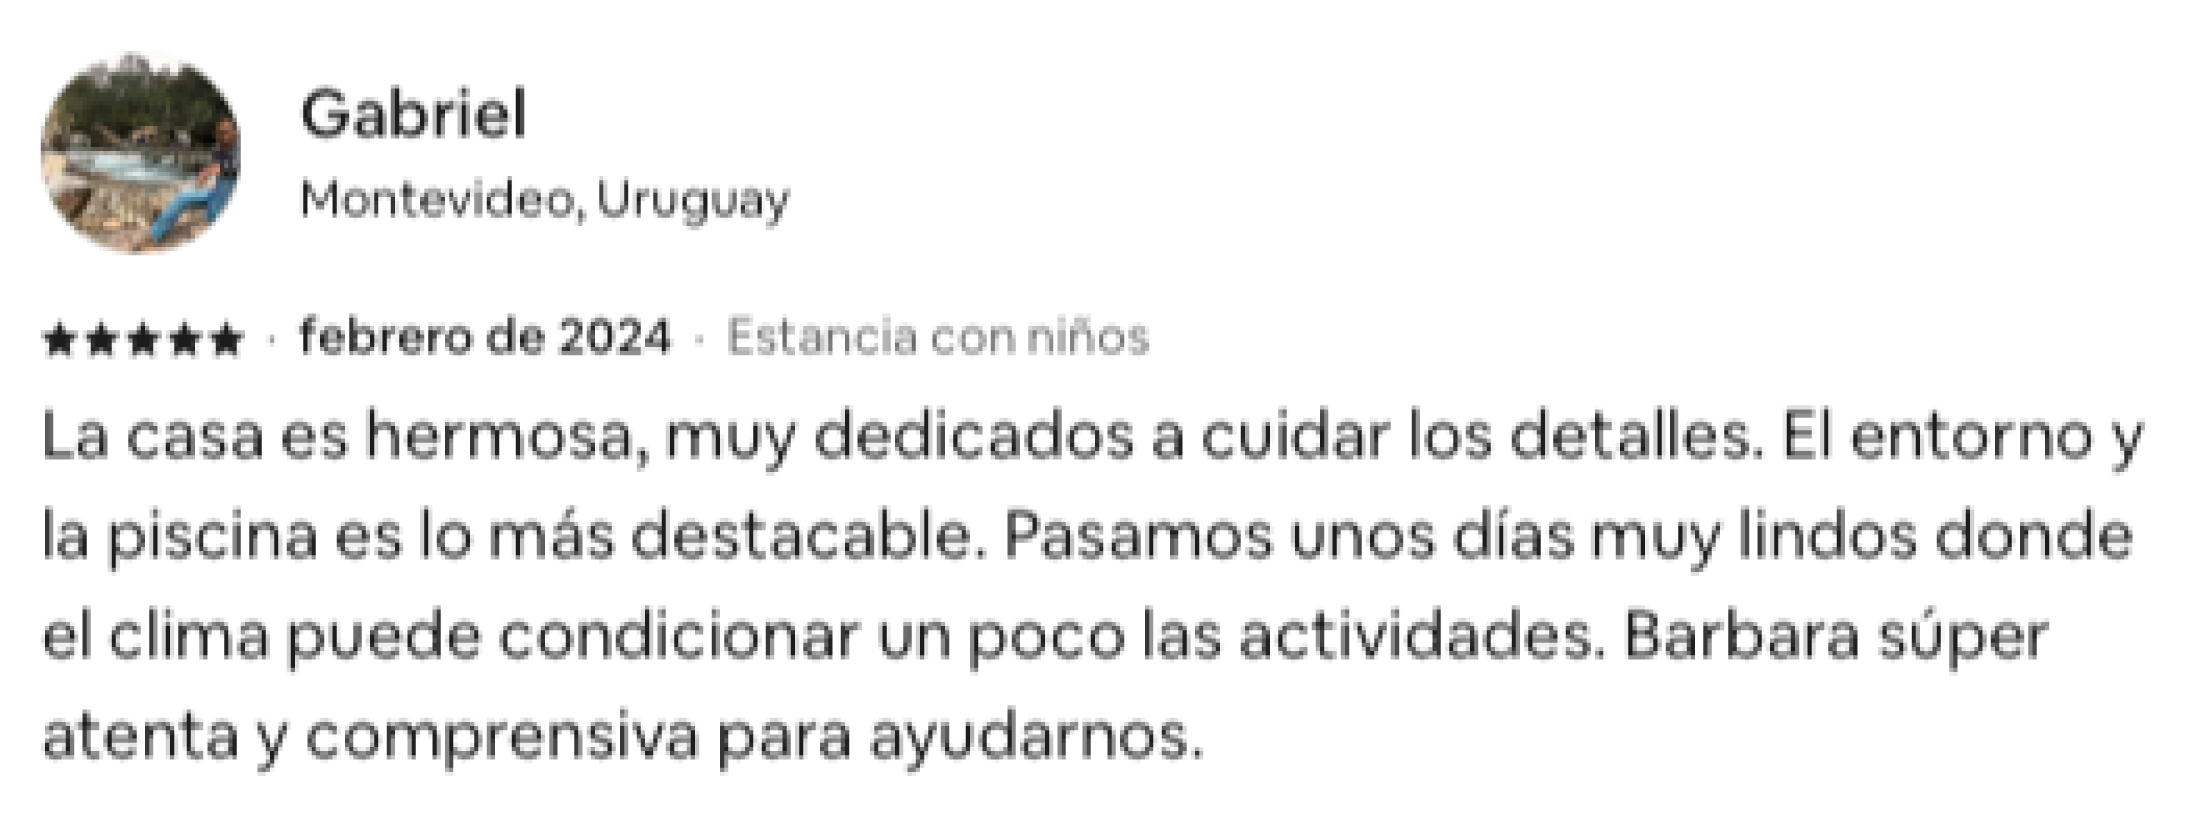 Gabriel
Montevideo, Uruguay
★★★★★ · febrero de 2024 · Estancia con niños
La casa es hermosa, muy dedicados a cuidar los detalles. El entorno y
la piscina es lo más destacable. Pasamos unos días muy lindos donde
el clima puede condicionar un poco las actividades. Barbara súper
atenta y comprensiva para ayudarnos.